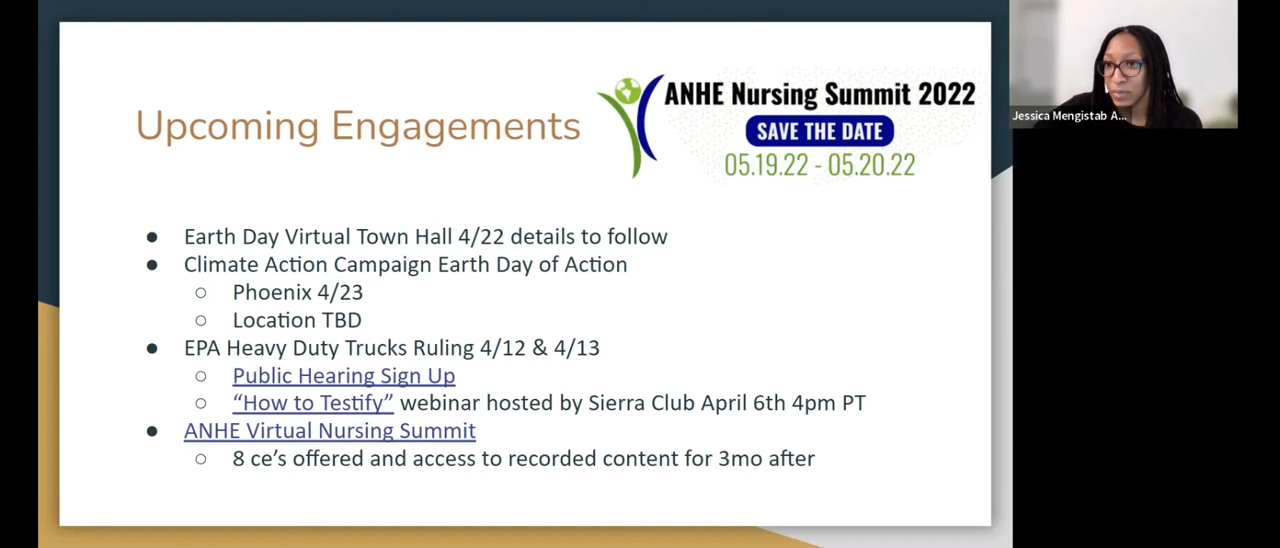 Upcoming Engagements
ANHE Nursing Summit 2022
SAVE THE DATE
05.19.22 - 05.20.22
Jessica Mengistab A...
● Earth Day Virtual Town Hall 4/22 details to follow
● Climate Action Campaign Earth Day of Action
○ Phoenix 4/23
○ Location TBD
● EPA Heavy Duty Trucks Ruling 4/12 & 4/13
○ Public Hearing Sign Up
○ “How to Testify” webinar hosted by Sierra Club April 6th 4pm PT
● ANHE Virtual Nursing Summit
○ 8 ce’s offered and access to recorded content for 3mo after